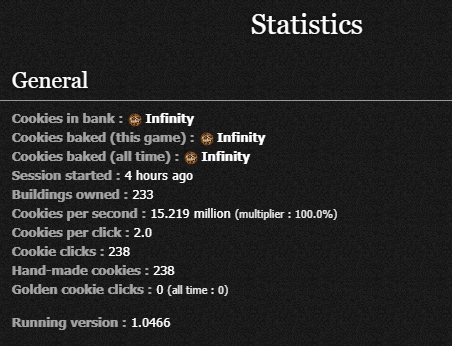 Statistics
General
Cookies in bank : Infinity
Cookies baked (this game) : Infinity
Cookies baked (all time) : Infinity
Session started : 4 hours ago
Buildings owned : 233
Cookies per second : 15.219 million (multiplier : 100.0%)
Cookies per click : 2.0
Cookie clicks : 238
Hand-made cookies : 238
Golden cookie clicks : 0 (all time : 0)
Running version : 1.0466